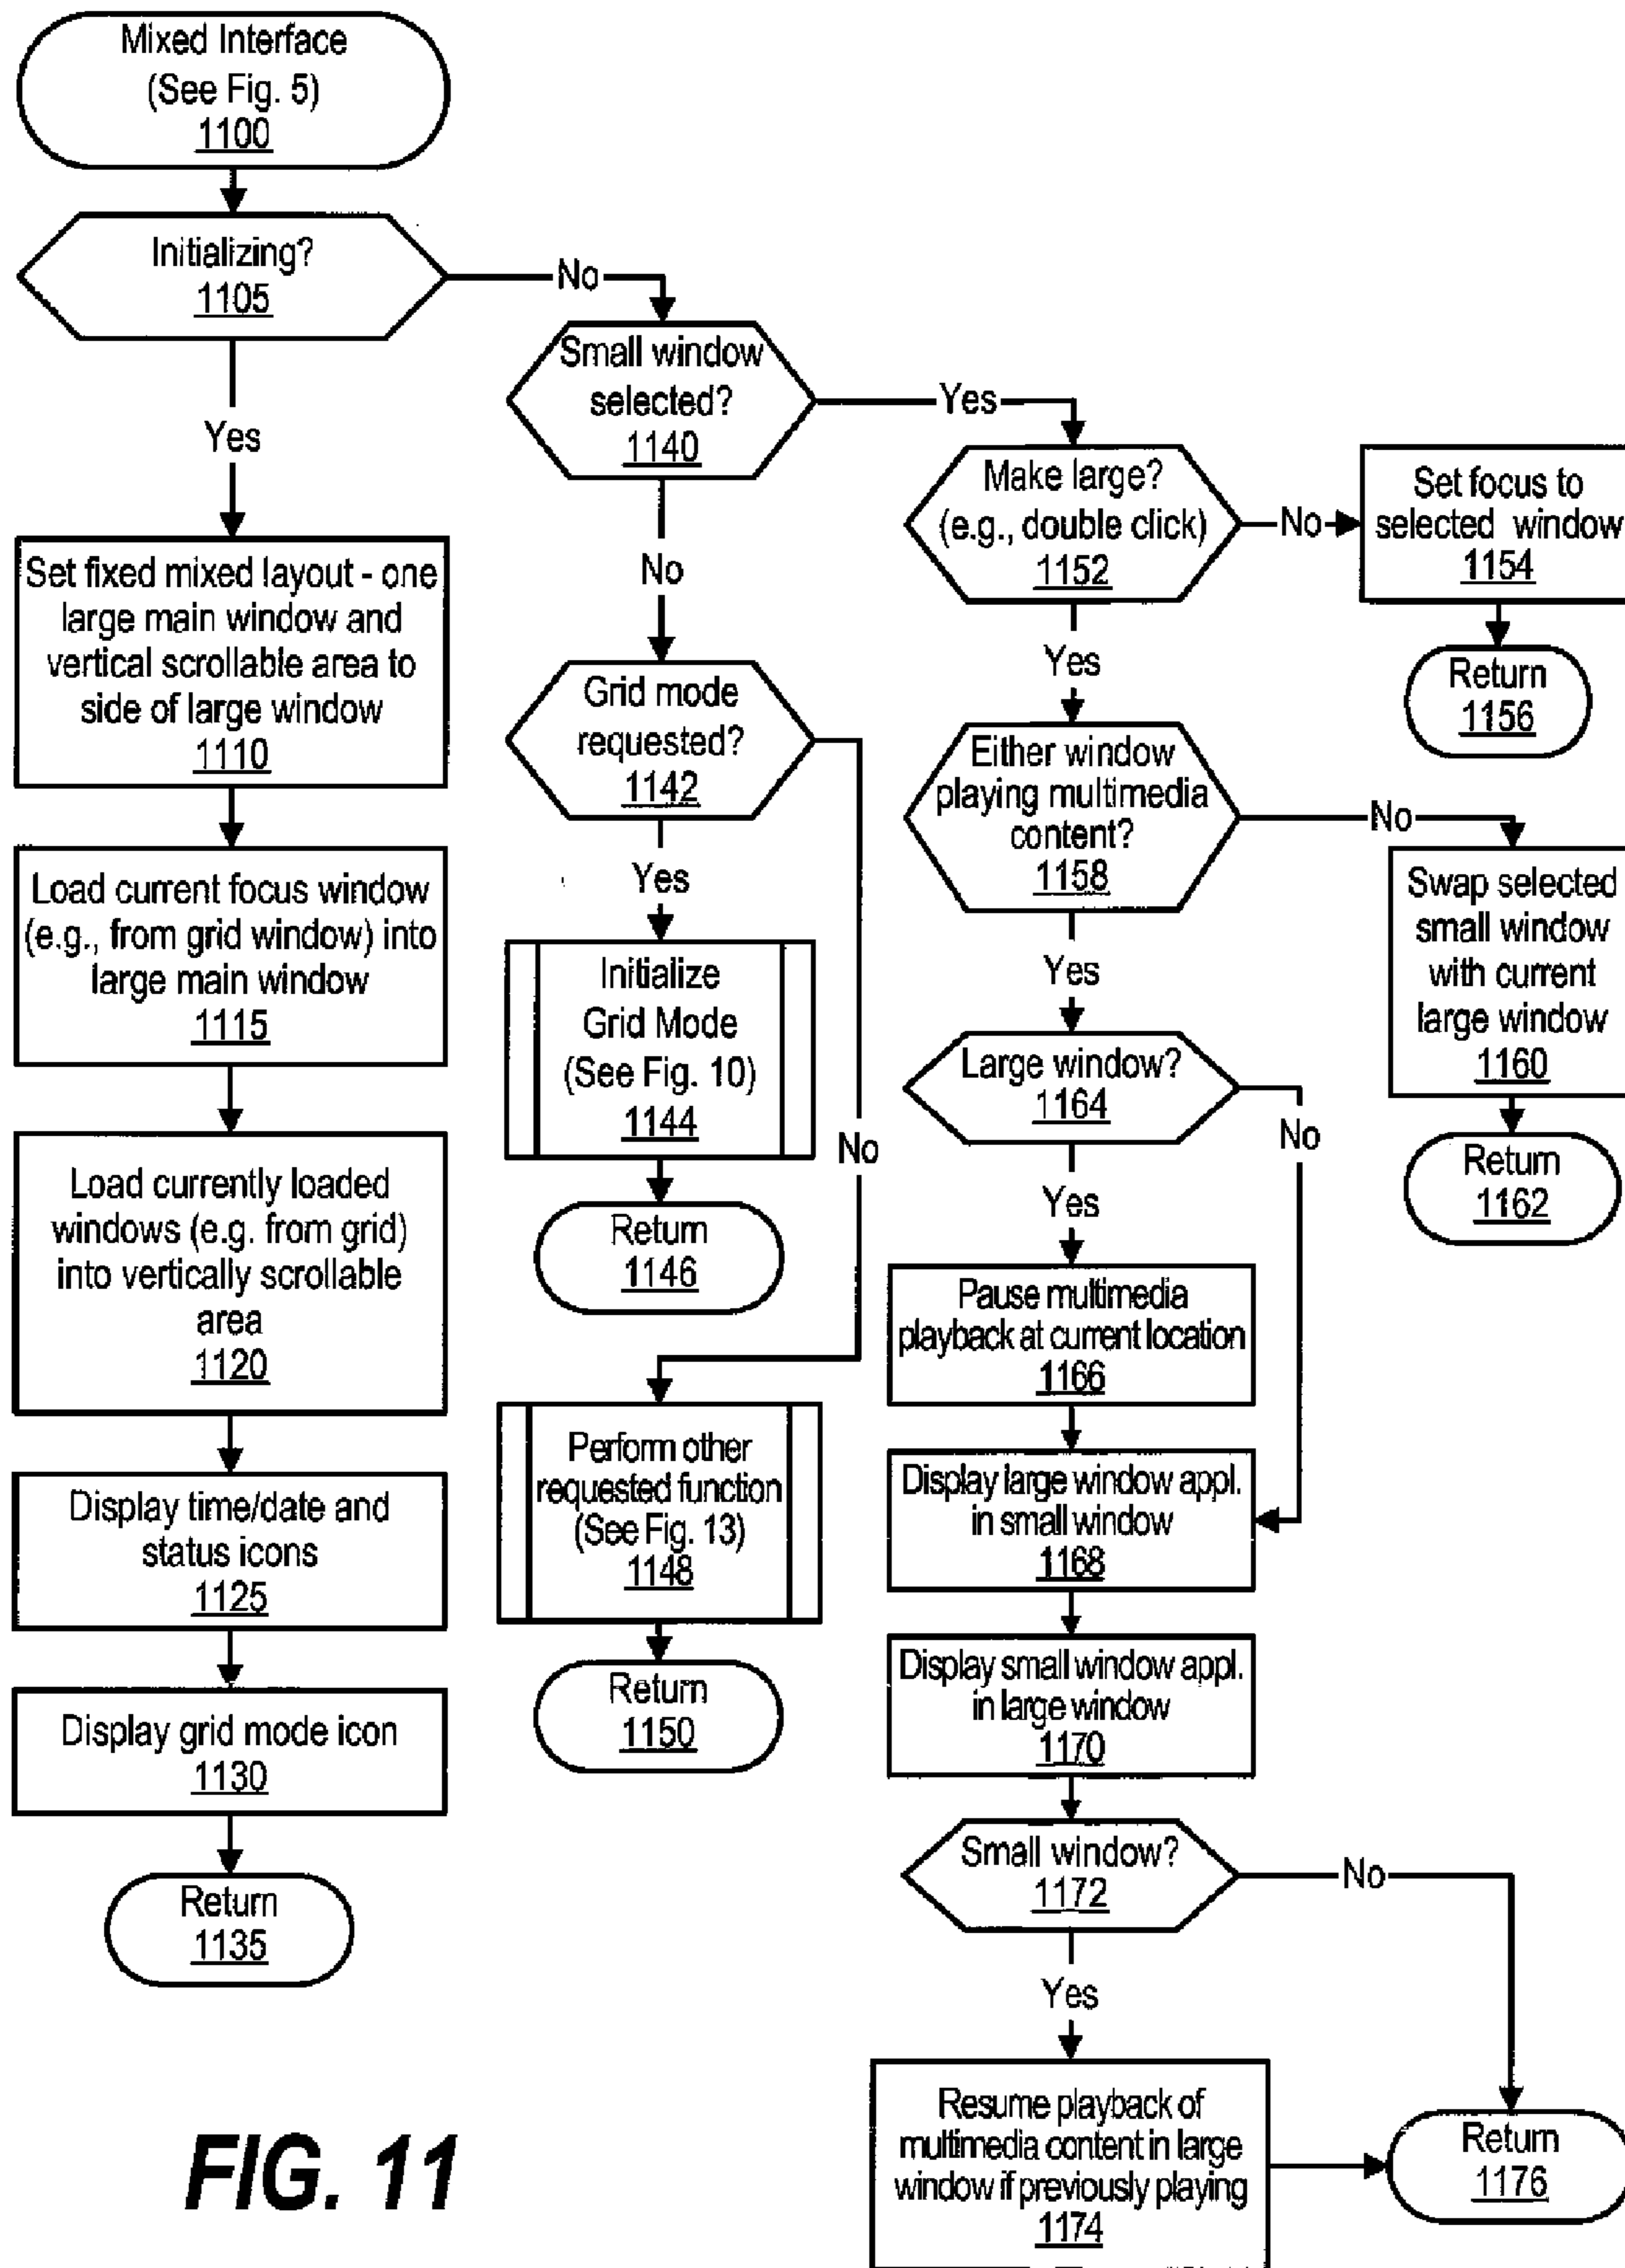 Mixed Interface
(See Fig. 5)
1100
Initializing?
1105
No
Yes
Set fixed mixed layout - one
large main window and
vertical scrollable area to
side of large window
1110
Load current focus window
(e.g., from grid window) into
large main window
1115
Load currently loaded
windows (e.g. from grid)
into vertically scrollable
area
1120
Display time/date and
status icons
1125
Display grid mode icon
1130
Return
1135
Small window
selected?
1140
Yes
No
Grid mode
requested?
1142
Yes
No
Initialize
Grid Mode
(See Fig. 10)
1144
Return
1146
Perform other
requested function
(See Fig. 13)
1148
Return
1150
Make large?
(e.g., double click)
1152
No
Set focus to
selected window
1154
Return
1156
Yes
Either window
playing multimedia
content?
1158
No
Swap selected
small window
with current
large window
1160
Return
1162
Yes
Large window?
1164
No
Yes
Pause multimedia
playback at current location
1166
Display large window appl.
in small window
1168
Display small window appl.
in large window
1170
Small window?
1172
No
Yes
Resume playback of
multimedia content in large
window if previously playing
1174
Return
1176
FIG. 11